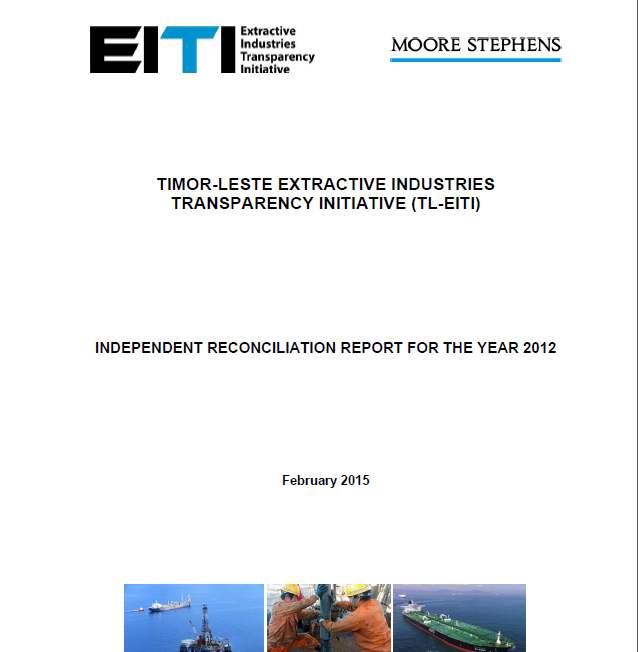 EITI
Extractive
Industries
Transparency
Initiative
MOORE STEPHENS
TIMOR-LESTE EXTRACTIVE INDUSTRIES
TRANSPARENCY INITIATIVE (TL-EITI)
INDEPENDENT RECONCILIATION REPORT FOR THE YEAR 2012
February 2015